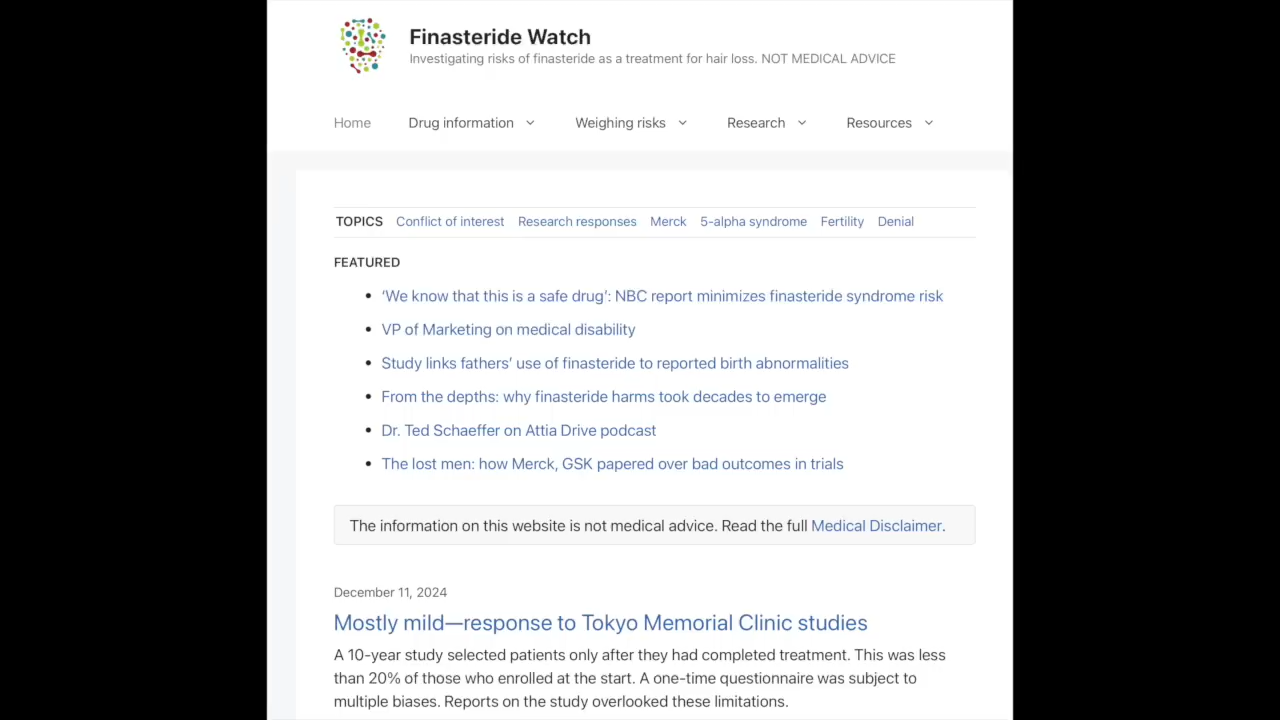 Finasteride Watch
Investigating risks of finasteride as a treatment for hair loss. NOT MEDICAL ADVICE
Home Drug information Weighing risks Research Resources
TOPICS Conflict of interest Research responses Merck 5-alpha syndrome Fertility Denial
FEATURED
• ‘We know that this is a safe drug’: NBC report minimizes finasteride syndrome risk
• VP of Marketing on medical disability
• Study links fathers’ use of finasteride to reported birth abnormalities
• From the depths: why finasteride harms took decades to emerge
• Dr. Ted Schaeffer on Attia Drive podcast
• The lost men: how Merck, GSK papered over bad outcomes in trials
The information on this website is not medical advice. Read the full Medical Disclaimer.
December 11, 2024
Mostly mild—response to Tokyo Memorial Clinic studies
A 10-year study selected patients only after they had completed treatment. This was less
than 20% of those who enrolled at the start. A one-time questionnaire was subject to
multiple biases. Reports on the study overlooked these limitations.